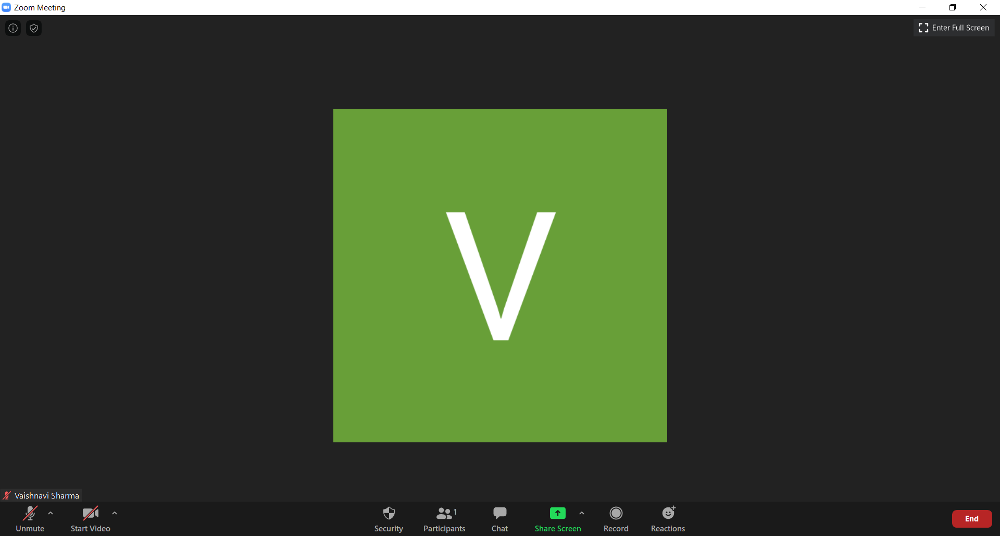 Zoom Meeting
Enter Full Screen
V
Vaishnavi Sharma
Unmute
Start Video
Security
1
Participants
Chat
Share Screen
Record
Reactions
End